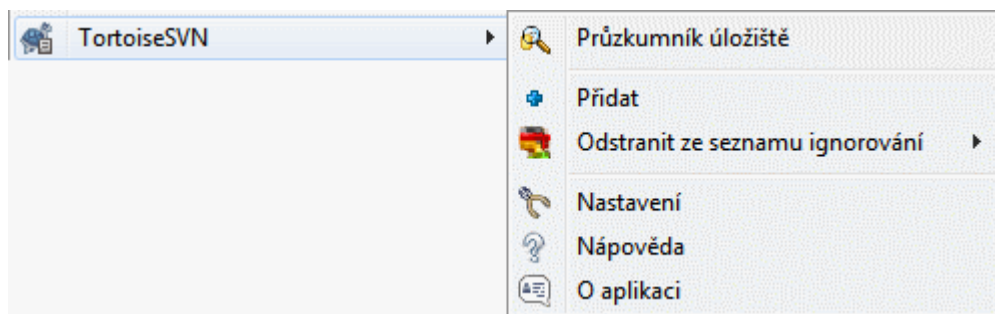 TortoiseSVN
Průzkumník úložiště
Přidat
Odstranit ze seznamu ignorování
Nastavení
Nápověda
O aplikaci